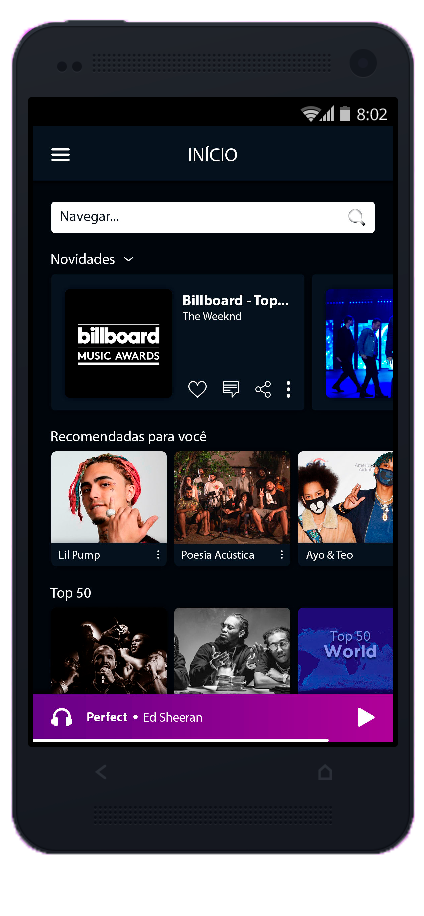 8:02
INÍCIO
Navegar...
Novidades
billboard
MUSIC AWARDS
Billboard - Top...
The Weeknd
Recomendadas para você
Lil Pump
Poesia Acústica
Ayo & Teo
Top 50
Top 50
World
Perfect • Ed Sheeran